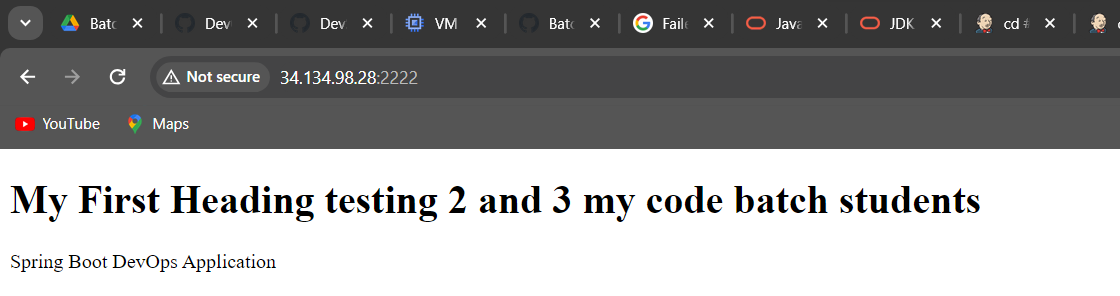 Batc Dev Dev VM Batc Faile Java JDK cd #
Not secure 34.134.98.28:2222
YouTube Maps
My First Heading testing 2 and 3 my code batch students
Spring Boot DevOps Application